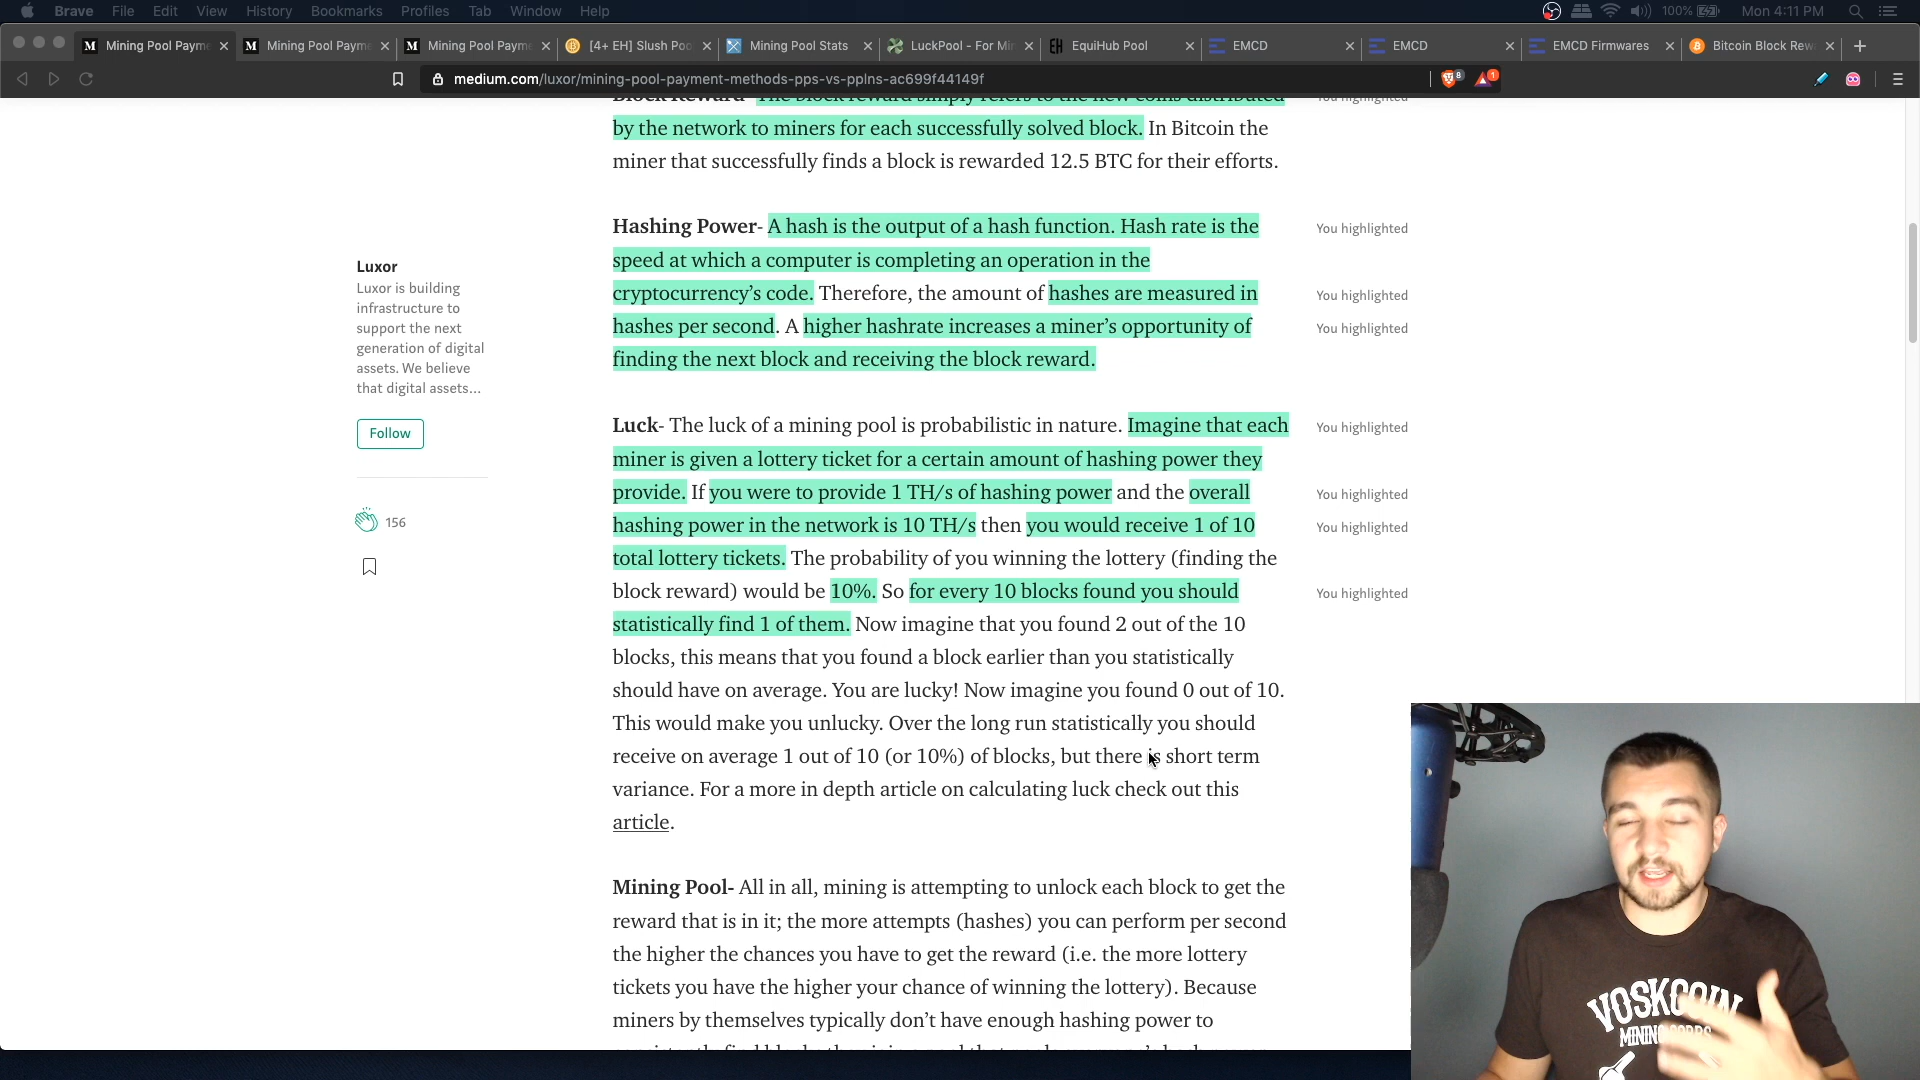 Brave File Edit View History Bookmarks Profiles Tab Window Help 100% Mon 4:11 PM
M Mining Pool Payme M Mining Pool Payme M Mining Pool Payme [4+ EH] Slush Poo Mining Pool Stats LuckPool - For Mi EH EquiHub Pool EMCD EMCD EMCD Firmwares Bitcoin Block Rew
medium.com/luxor/mining-pool-payment-methods-pps-vs-pplns-ac699f44149f 8 1
Block Reward- The block reward simply refers to the new coins distributed You highlighted
by the network to miners for each successfully solved block. In Bitcoin the
miner that successfully finds a block is rewarded 12.5 BTC for their efforts.
Hashing Power- A hash is the output of a hash function. Hash rate is the You highlighted
speed at which a computer is completing an operation in the
cryptocurrency’s code. Therefore, the amount of hashes are measured in You highlighted
hashes per second. A higher hashrate increases a miner’s opportunity of You highlighted
finding the next block and receiving the block reward.
Luxor
Luxor is building
infrastructure to
support the next
generation of digital
assets. We believe
that digital assets...
Follow
156
Luck- The luck of a mining pool is probabilistic in nature. Imagine that each You highlighted
miner is given a lottery ticket for a certain amount of hashing power they
provide. If you were to provide 1 TH/s of hashing power and the overall You highlighted
hashing power in the network is 10 TH/s then you would receive 1 of 10 You highlighted
total lottery tickets. The probability of you winning the lottery (finding the
block reward) would be 10%. So for every 10 blocks found you should You highlighted
statistically find 1 of them. Now imagine that you found 2 out of the 10
blocks, this means that you found a block earlier than you statistically
should have on average. You are lucky! Now imagine you found 0 out of 10.
This would make you unlucky. Over the long run statistically you should
receive on average 1 out of 10 (or 10%) of blocks, but there is short term
variance. For a more in depth article on calculating luck check out this
article.
Mining Pool- All in all, mining is attempting to unlock each block to get the
reward that is in it; the more attempts (hashes) you can perform per second
the higher the chances you have to get the reward (i.e. the more lottery
tickets you have the higher your chance of winning the lottery). Because
miners by themselves typically don’t have enough hashing power to
VOSKCOIN
MINING CORPS